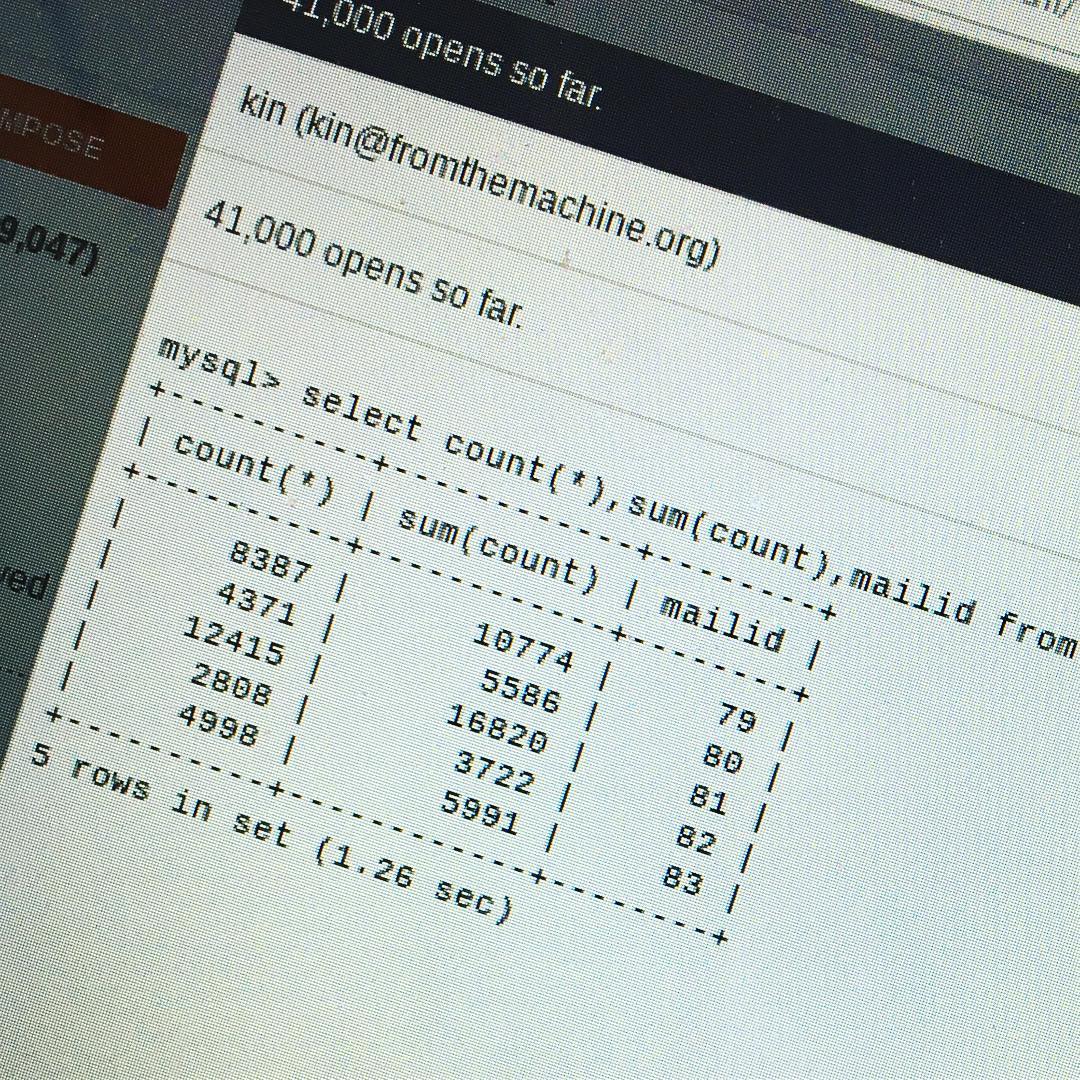 41,000 opens so far.
MPOSE
kin (kin@fromthemachine.org)
9,047)
41,000 opens so far.
mysql> select count(*),sum(count),mailid from
+----------+------------+--------+
| count(*) | sum(count) | mailid |
+----------+------------+--------+
| 8387 | 10774 | 79 |
| 4371 | 5586 | 80 |
| 12415 | 16820 | 81 |
| 2808 | 3722 | 82 |
| 4998 | 5991 | 83 |
+----------+------------+--------+
5 rows in set (1.26 sec)